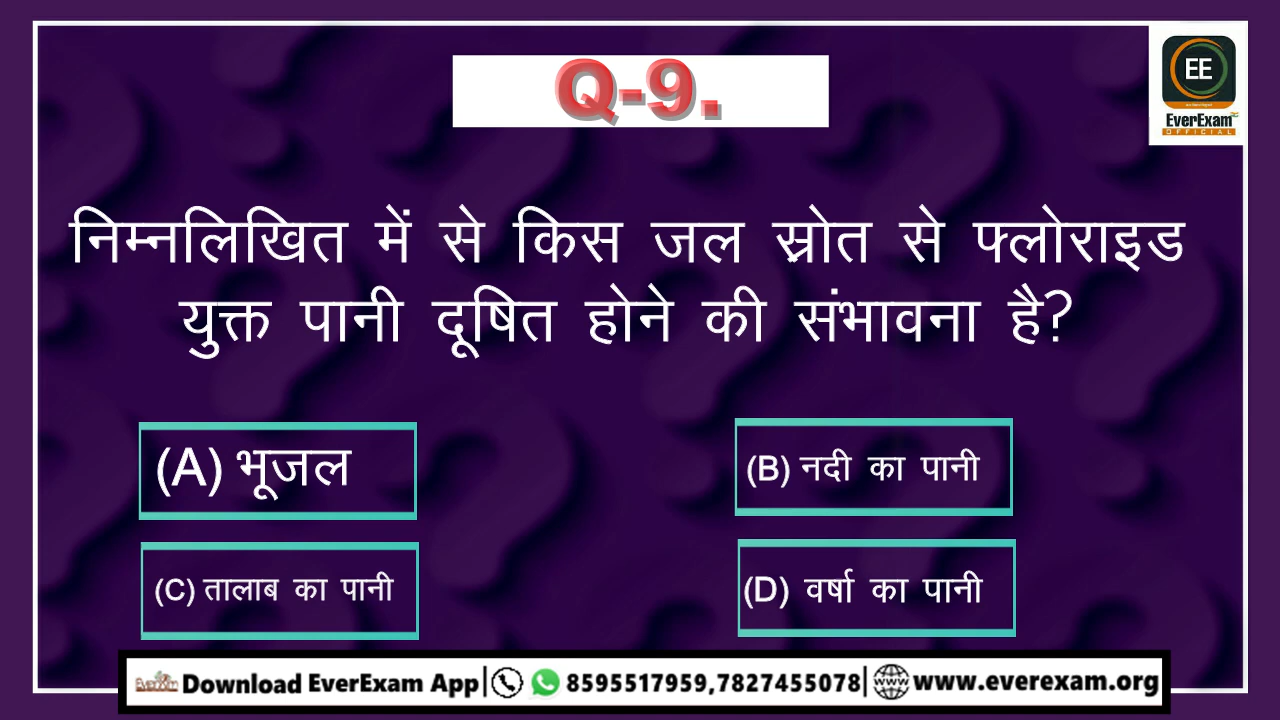 Q-9.
EE
EverExam
OFFICIAL
निम्नलिखित में से किस जल स्रोत से फ्लोराइड
युक्त पानी दूषित होने की संभावना है?
(A) भूजल
(B) नदी का पानी
(C) तालाब का पानी
(D) वर्षा का पानी
Download EverExam App| 8595517959,7827455078| www.everexam.org